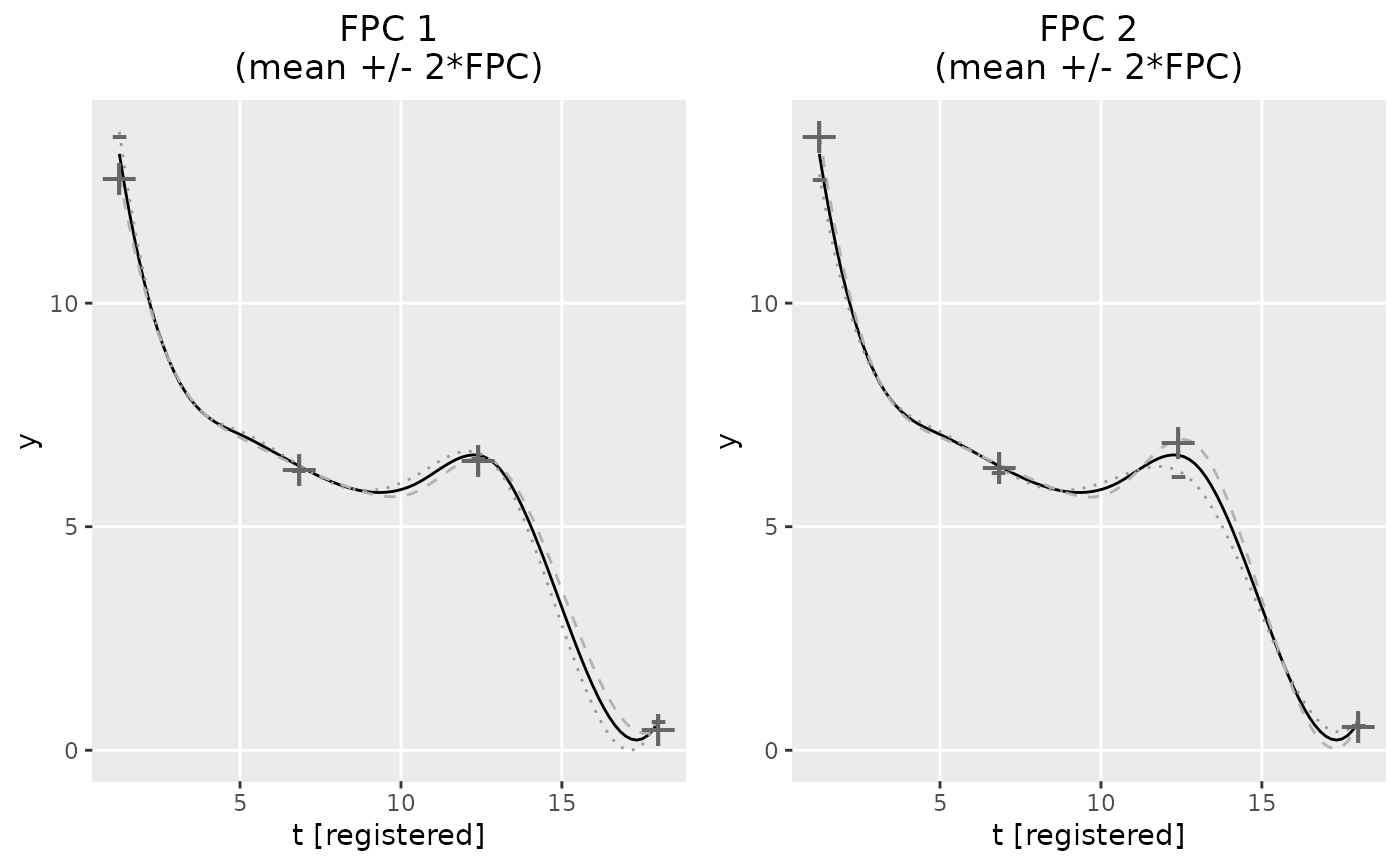 FPC 1
(mean +/- 2*FPC)
10
5
0
y
5 10 15
t [registered]
FPC 2
(mean +/- 2*FPC)
10
5
0
y
5 10 15
t [registered]